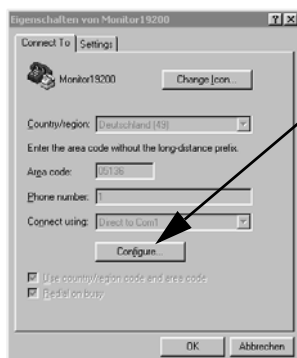 Eigenschaften von Monitor19200
Connect To Settings
Monitor19200 Change Icon...
Country/region: Deutschland (49)
Enter the area code without the long-distance prefix.
Area code: 05136
Phone number: 1
Connect using: Direct to Com1
Configure...
Use country/region code and area code
Redial on busy
OK Abbrechen